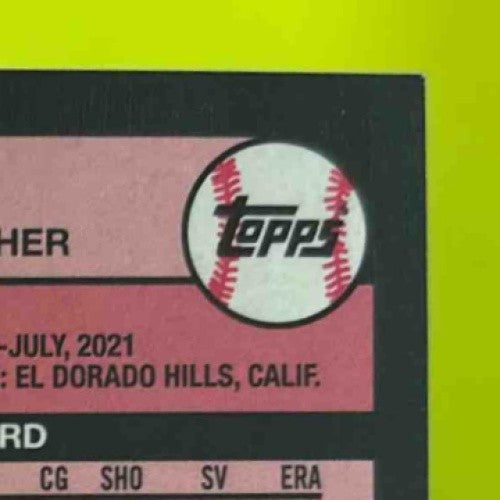 topps
HER
-JULY, 2021
: EL DORADO HILLS, CALIF.
RD
CG SHO SV ERA